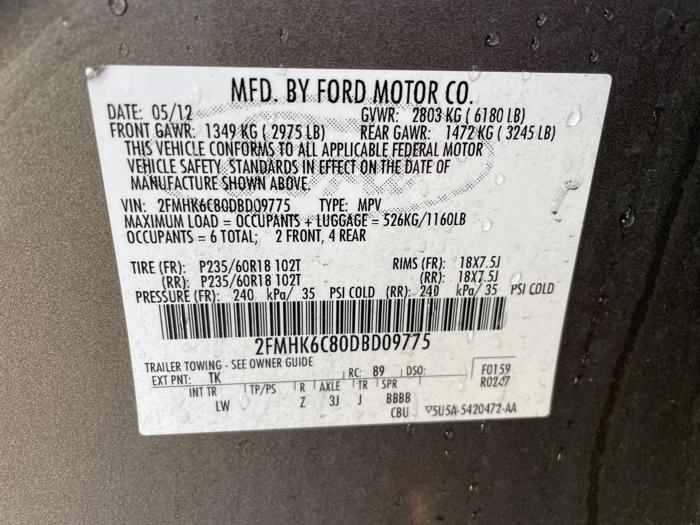 MFD. BY FORD MOTOR CO.
DATE: 05/12 GVWR: 2803 KG ( 6180 LB)
FRONT GAWR: 1349 KG ( 2975 LB) REAR GAWR: 1472 KG ( 3245 LB)
THIS VEHICLE CONFORMS TO ALL APPLICABLE FEDERAL MOTOR
VEHICLE SAFETY STANDARDS IN EFFECT ON THE DATE OF
MANUFACTURE SHOWN ABOVE.
VIN: 2FMHK6C80DBD09775 TYPE: MPV
MAXIMUM LOAD = OCCUPANTS + LUGGAGE = 526KG/1160LB
OCCUPANTS = 6 TOTAL; 2 FRONT, 4 REAR
TIRE (FR): P235/60R18 102T RIMS (FR): 18X7.5J
(RR): P235/60R18 102T (RR): 18X7.5J
PRESSURE (FR): 240 kPa/ 35 PSI COLD (RR): 240 kPa/ 35 PSI COLD
2FMHK6C80DBD09775
TRAILER TOWING - SEE OWNER GUIDE
EXT PNT: TK RC: 89 DSO: F0159
R0247
INT TR TP/PS R AXLE TR SPR
LW Z 3J J BBBB
CBU ▽5U5A-5420472-AA